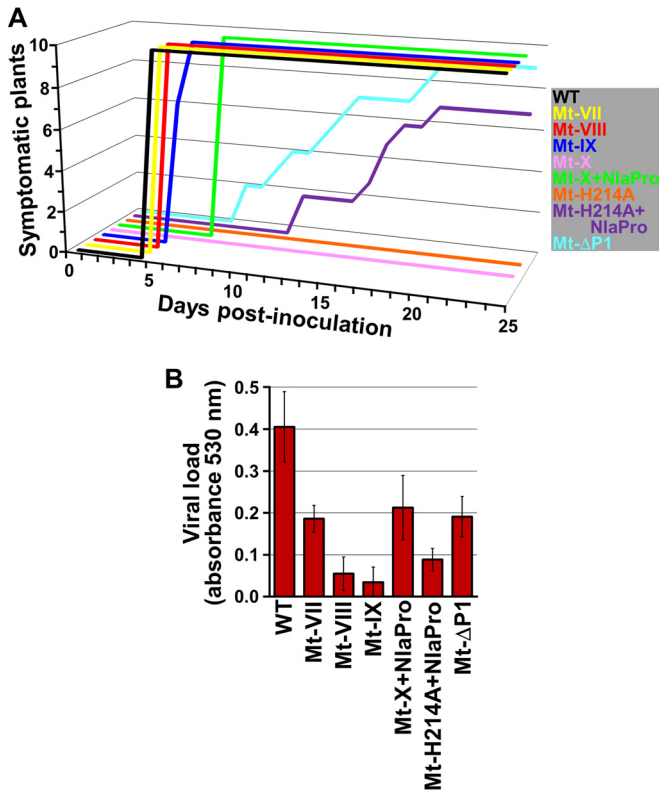 A
Symptomatic plants
10
8
6
4
2
0
0
5
10
15
20
25
Days post-inoculation
WT
Mt-VII
Mt-VIII
Mt-IX
Mt-X
Mt-X+NIaPro
Mt-H214A
Mt-H214A+
NIaPro
Mt-ΔP1
B
Viral load
(absorbance 530 nm)
0.5
0.4
0.3
0.2
0.1
0.0
WT
Mt-VII
Mt-VIII
Mt-IX
Mt-X+NIaPro
Mt-H214A+NIaPro
Mt-ΔP1